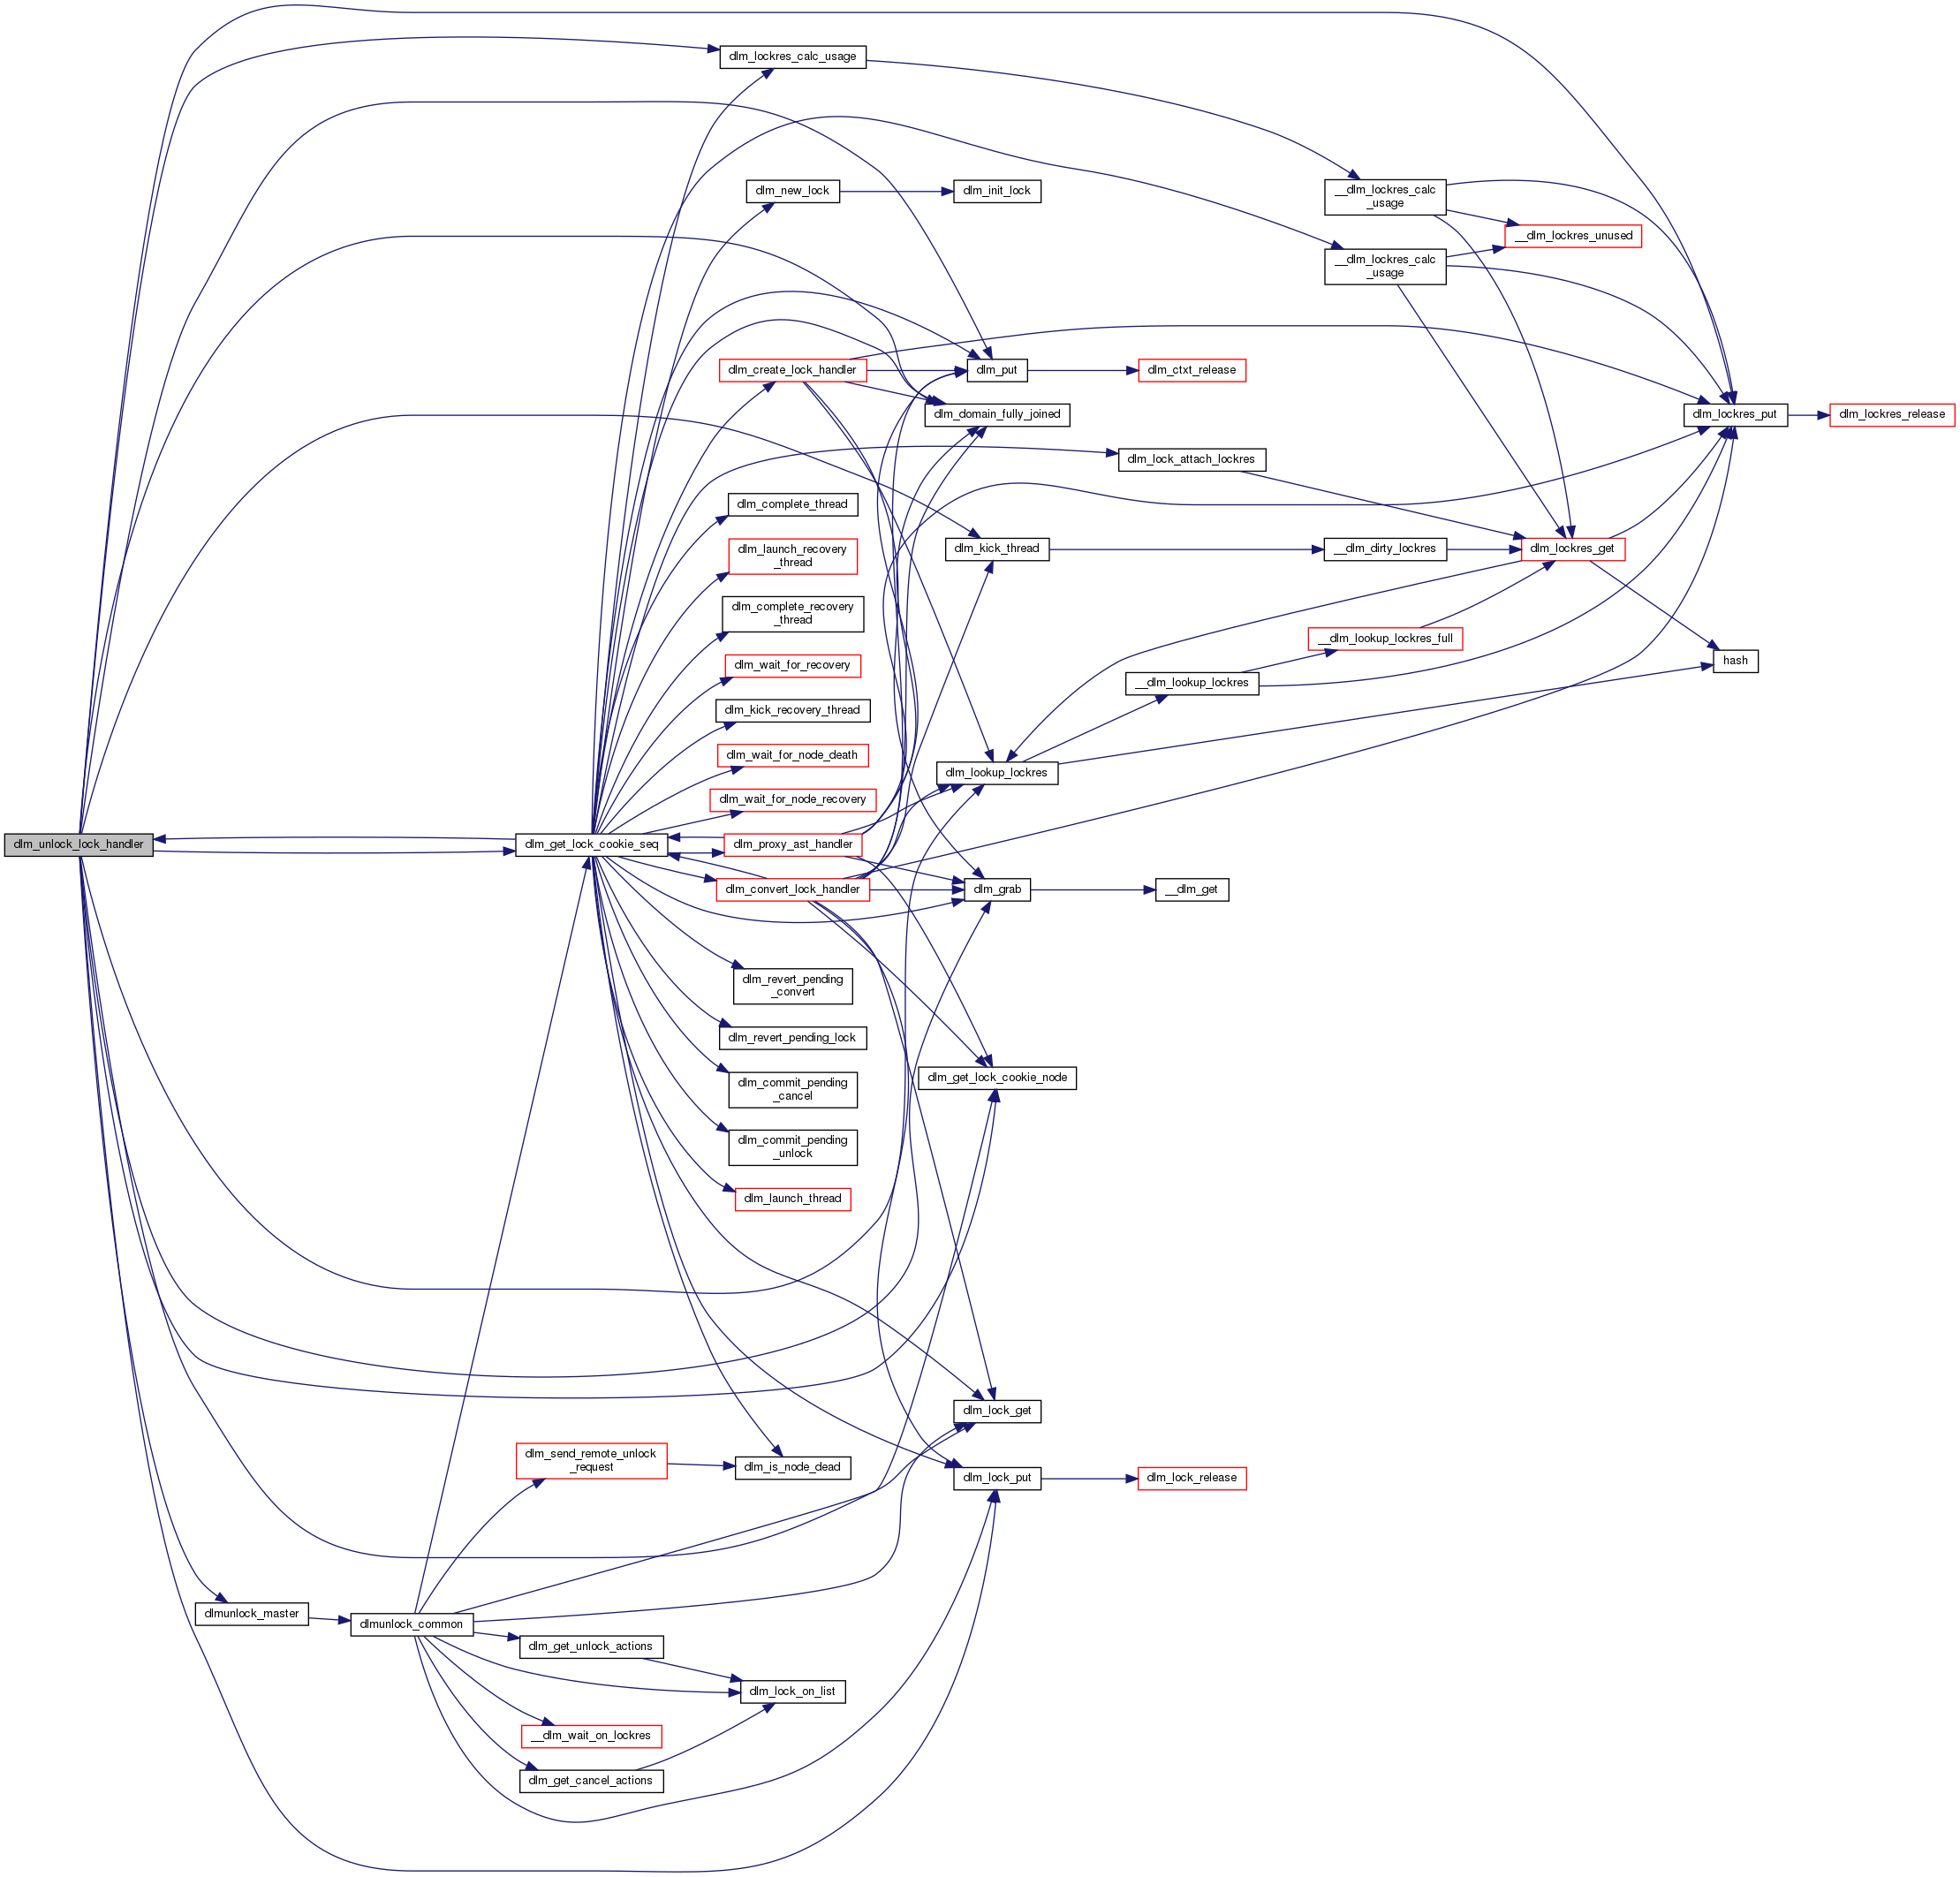 dlm_lockres_calc_usage
dlm_new_lock
dlm_init_lock
__dlm_lockres_calc
_usage
__dlm_lockres_unused
__dlm_lockres_calc
_usage
dlm_create_lock_handler
dlm_put
dlm_ctxt_release
dlm_domain_fully_joined
dlm_lockres_put
dlm_lockres_release
dlm_lock_attach_lockres
dlm_complete_thread
dlm_launch_recovery
_thread
dlm_kick_thread
__dlm_dirty_lockres
dlm_lockres_get
dlm_complete_recovery
_thread
__dlm_lookup_lockres_full
dlm_wait_for_recovery
hash
__dlm_lookup_lockres
dlm_kick_recovery_thread
dlm_wait_for_node_death
dlm_lookup_lockres
dlm_wait_for_node_recovery
dlm_unlock_lock_handler
dlm_get_lock_cookie_seq
dlm_proxy_ast_handler
dlm_convert_lock_handler
dlm_grab
__dlm_get
dlm_revert_pending
_convert
dlm_revert_pending_lock
dlm_commit_pending
_cancel
dlm_get_lock_cookie_node
dlm_commit_pending
_unlock
dlm_launch_thread
dlm_lock_get
dlm_send_remote_unlock
_request
dlm_is_node_dead
dlm_lock_put
dlm_lock_release
dlmunlock_master
dlmunlock_common
dlm_get_unlock_actions
dlm_lock_on_list
__dlm_wait_on_lockres
dlm_get_cancel_actions